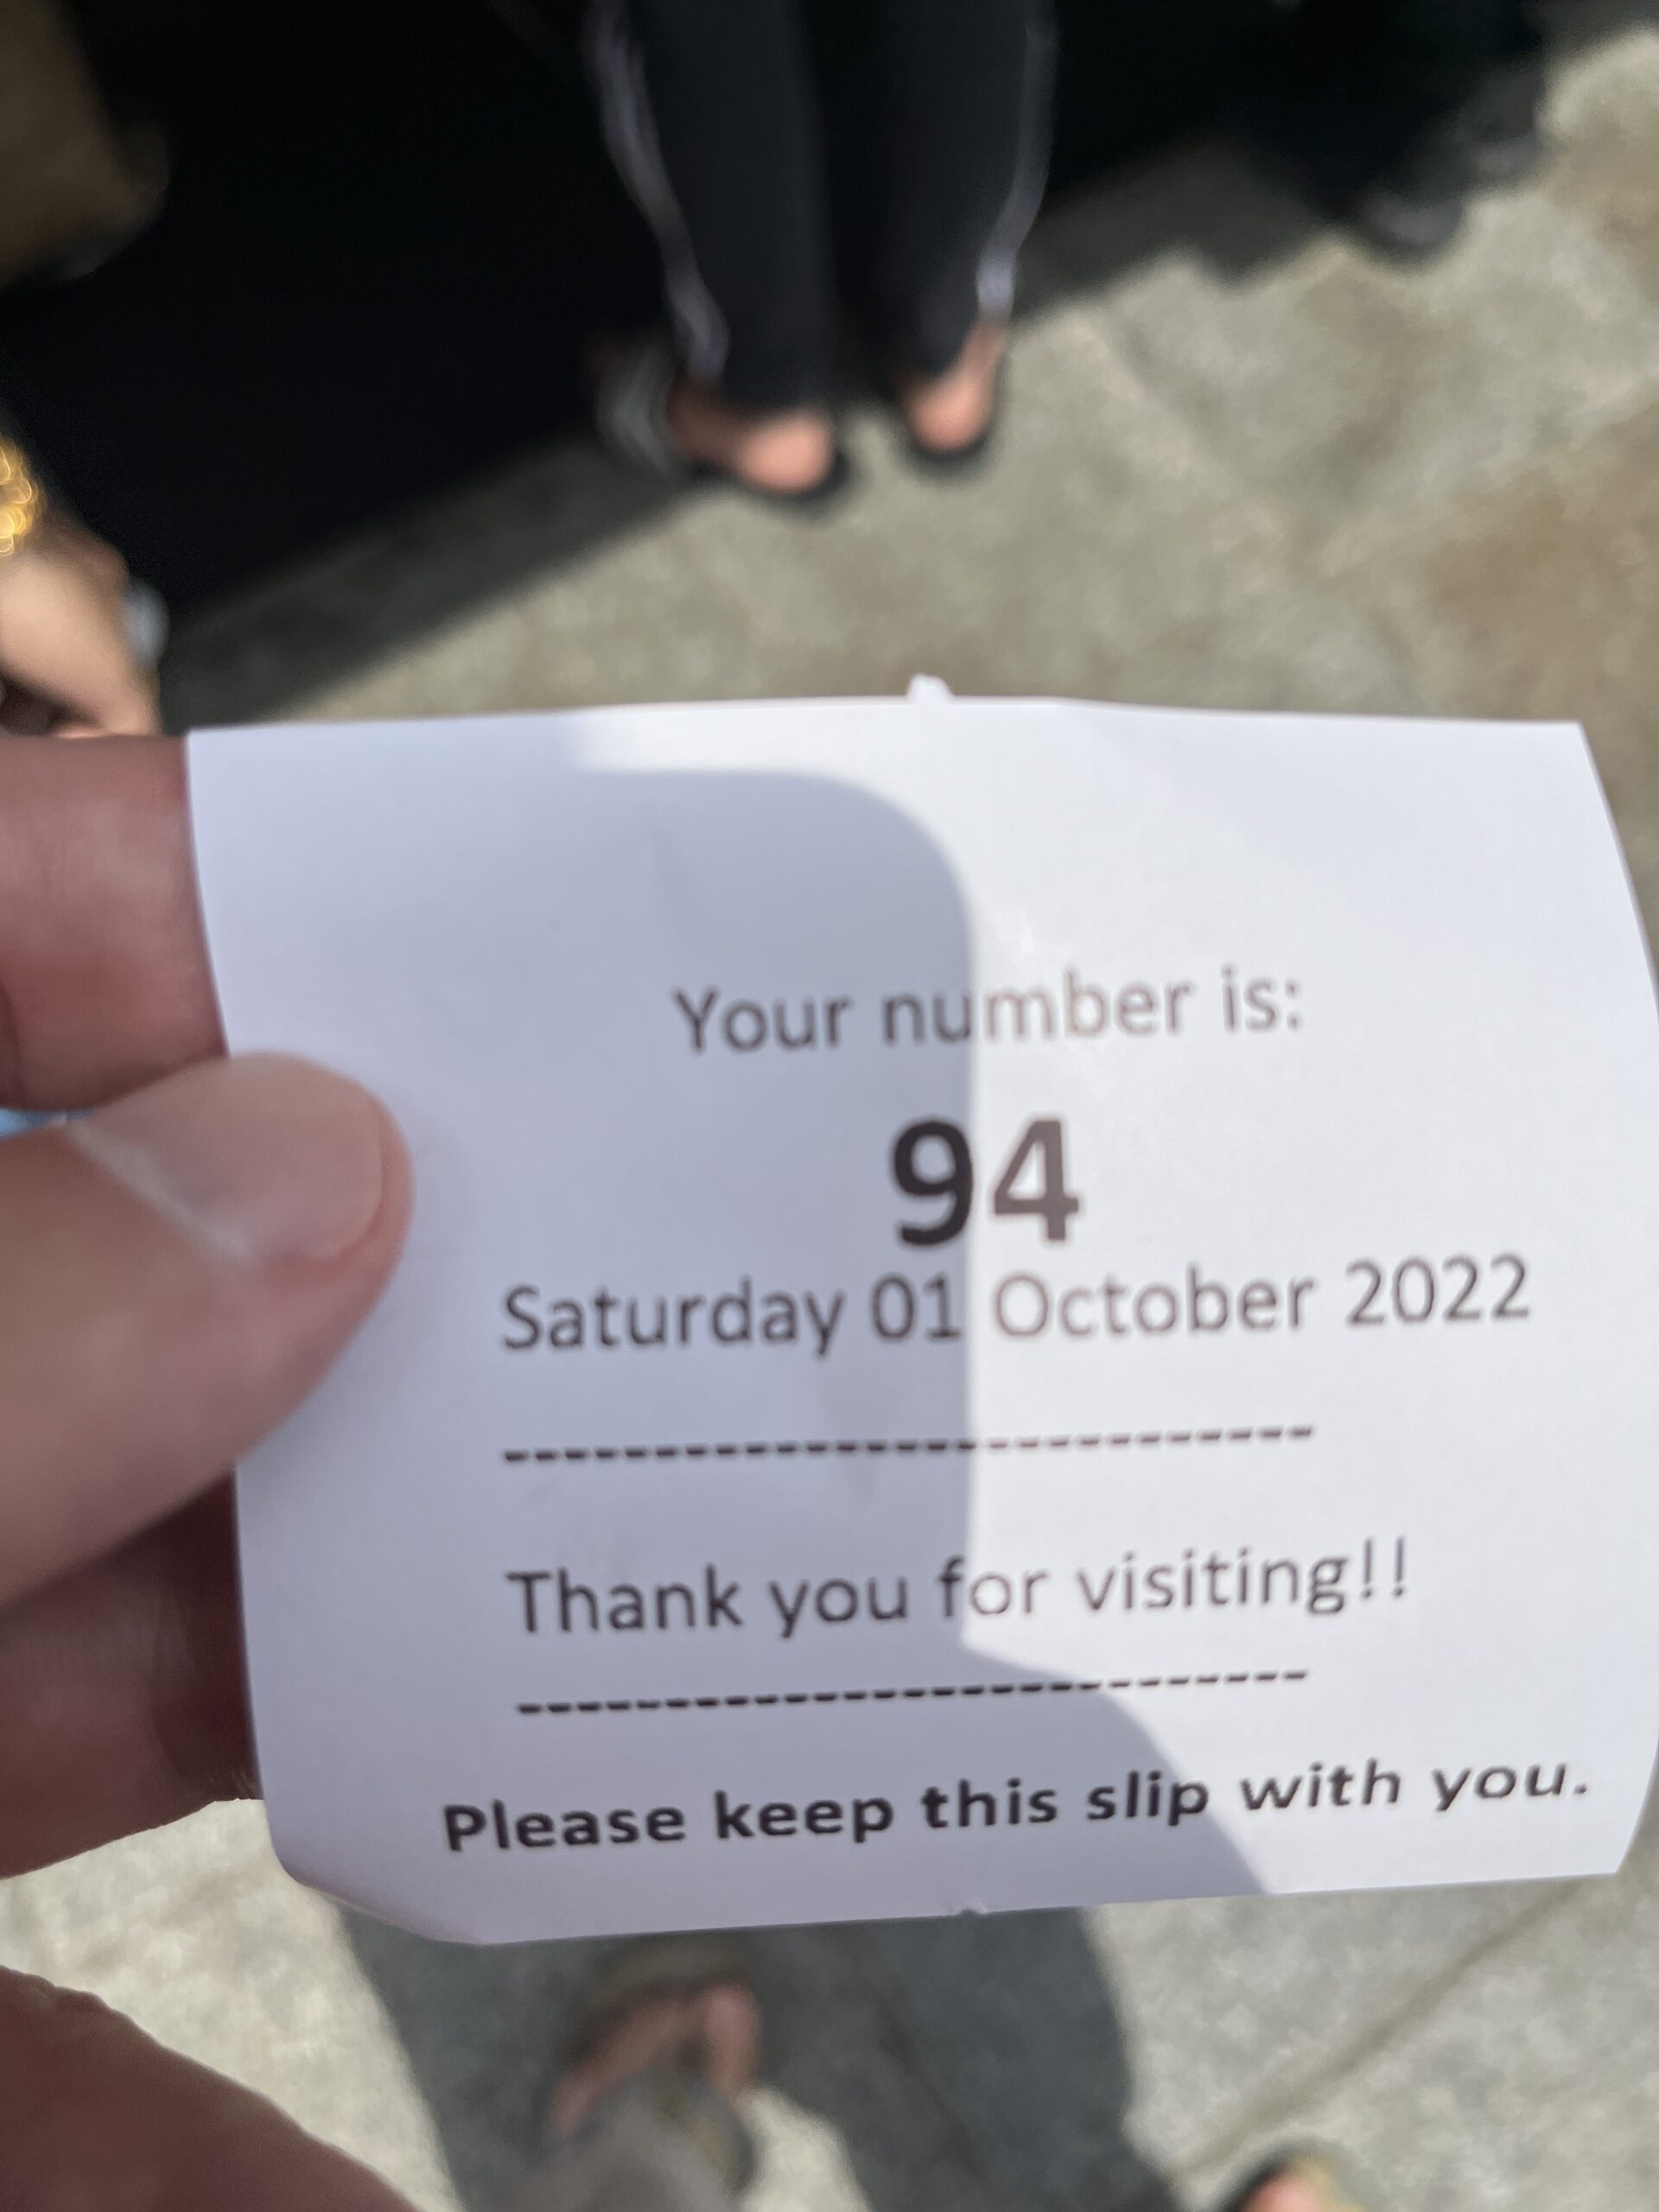 Your number is:
94
Saturday 01 October 2022
----------------------------
Thank you for visiting!!
----------------------------
Please keep this slip with you.